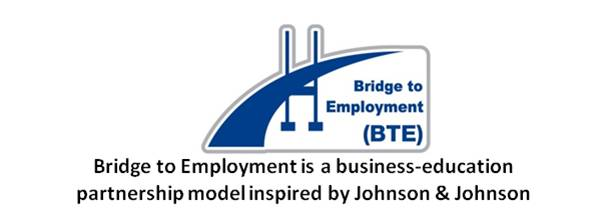 Bridge to
Employment
(BTE)
Bridge to Employment is a business-education
partnership model inspired by Johnson & Johnson